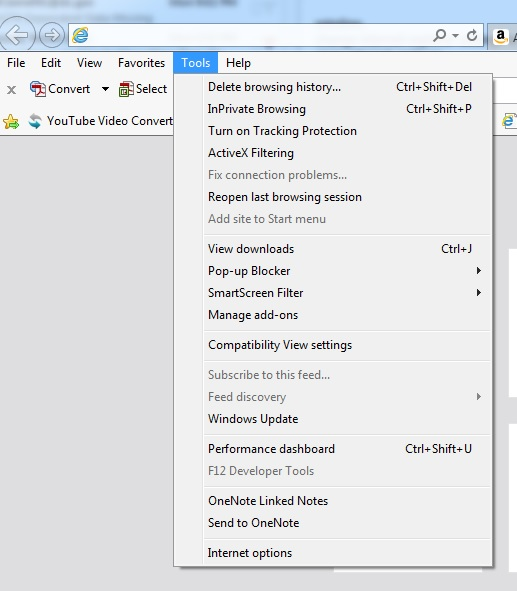 File Edit View Favorites Tools Help
x Convert Select
YouTube Video Convert
Delete browsing history... Ctrl+Shift+Del
InPrivate Browsing Ctrl+Shift+P
Turn on Tracking Protection
ActiveX Filtering
Fix connection problems...
Reopen last browsing session
Add site to Start menu
View downloads Ctrl+J
Pop-up Blocker
SmartScreen Filter
Manage add-ons
Compatibility View settings
Subscribe to this feed...
Feed discovery
Windows Update
Performance dashboard Ctrl+Shift+U
F12 Developer Tools
OneNote Linked Notes
Send to OneNote
Internet options